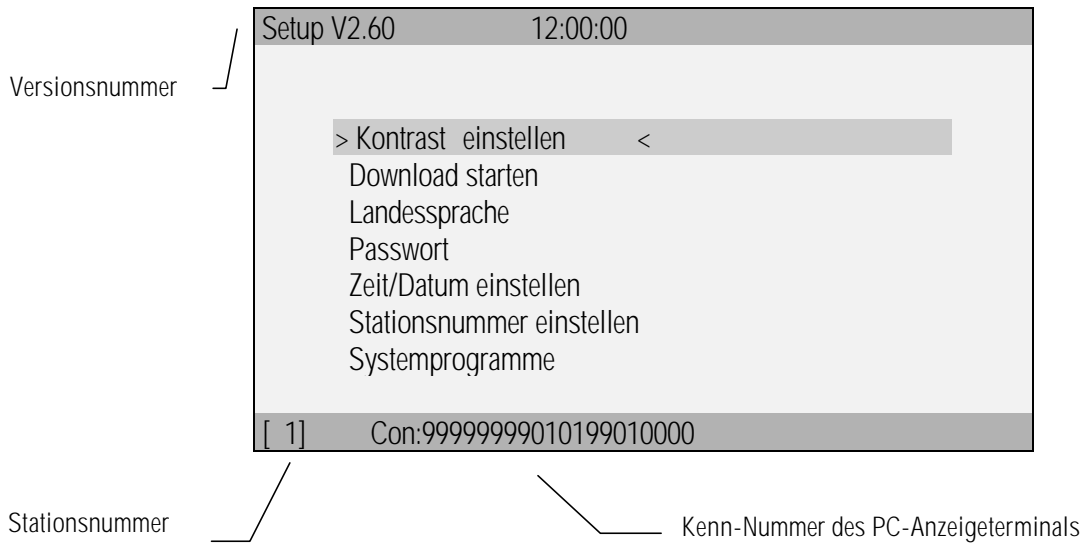 Setup V2.60 12:00:00
Versionsnummer
> Kontrast einstellen <
Download starten
Landessprache
Passwort
Zeit/Datum einstellen
Stationsnummer einstellen
Systemprogramme
[ 1] Con:99999999010199010000
Stationsnummer
Kenn-Nummer des PC-Anzeigeterminals